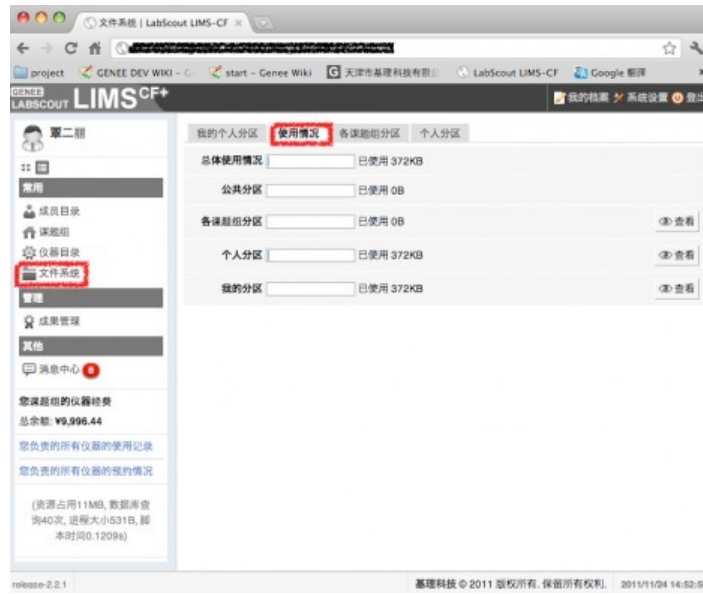 文件系统 | LabScout LIMS-CF
project
GENEE DEV WIKI - G
start - Genee Wiki
天津市基理科技有限
LabScout LIMS-CF
Google 翻譯
GENEE
LABSCOUT LIMS CF+
我的档案 系统设置 登出
覃二丽
我的个人分区 使用情况 各课题组分区 个人分区
总体使用情况 已使用 372KB
公共分区 已使用 0B
各课题组分区 已使用 0B 查看
个人分区 已使用 372KB 查看
我的分区 已使用 372KB 查看
常用
成员目录
课题组
仪器目录
文件系统
管理
成果管理
其他
消息中心
您课题组的仪器经费
总余额: ¥9,996.44
您负责的所有仪器的使用记录
您负责的所有仪器的预约情况
(资源占用11MB, 数据库查
询40次, 进程大小531B, 脚
本时间0.1209s)
release-2.2.1
基理科技 © 2011 版权所有. 保留所有权利. 2011/11/24 14:52:5